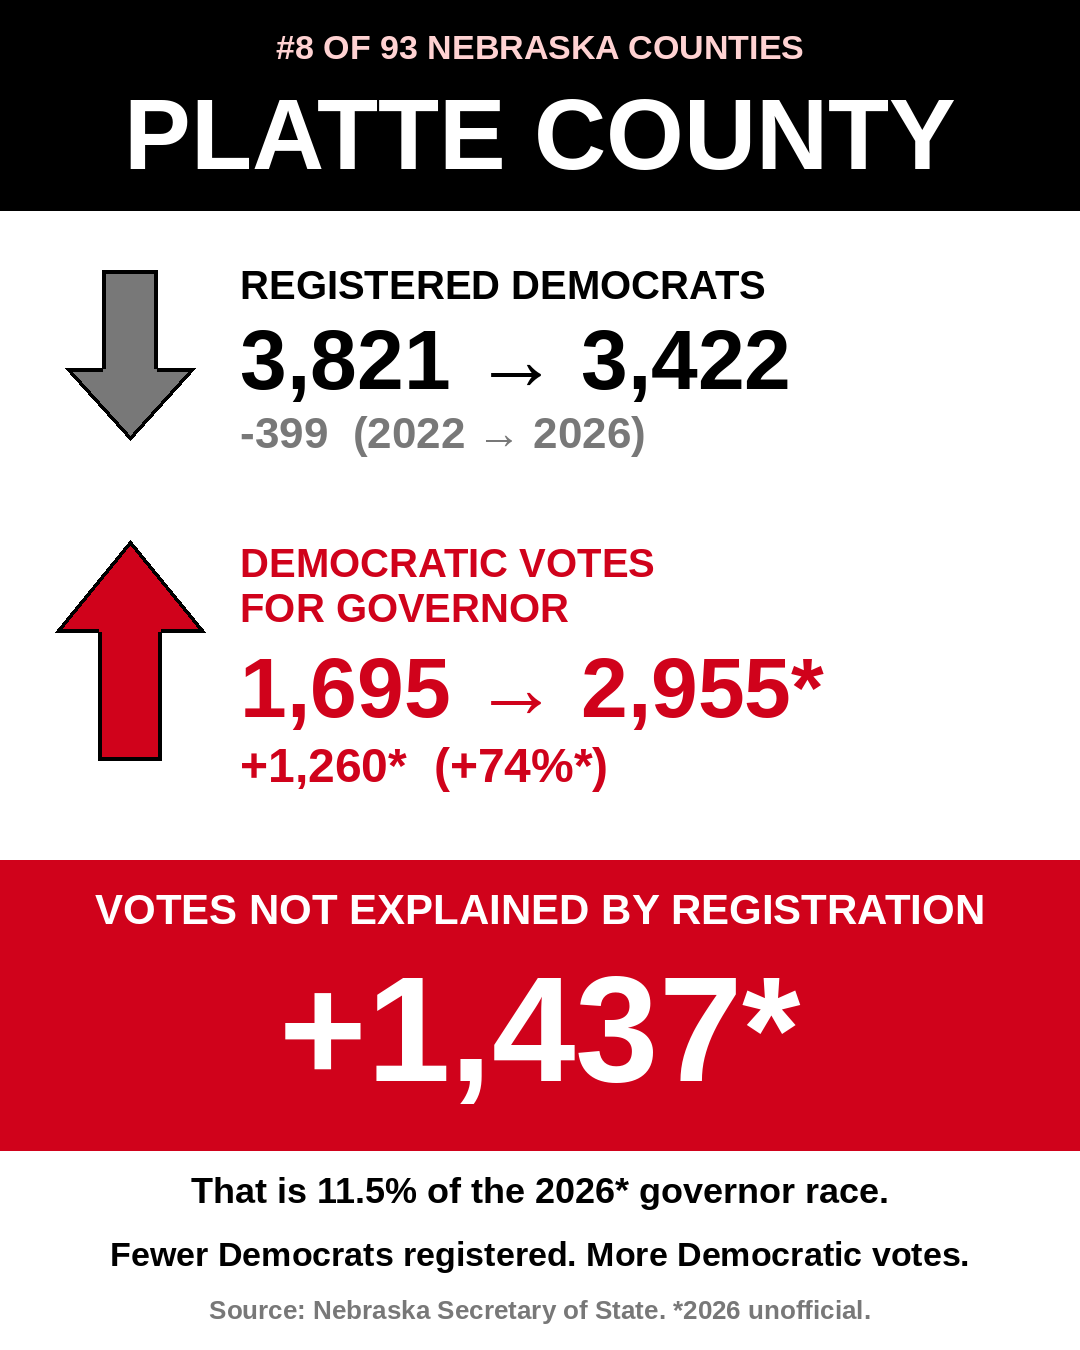 #8 OF 93 NEBRASKA COUNTIES
PLATTE COUNTY
REGISTERED DEMOCRATS
3,821 → 3,422
-399 (2022 → 2026)
DEMOCRATIC VOTES
FOR GOVERNOR
1,695 → 2,955*
+1,260* (+74%*)
VOTES NOT EXPLAINED BY REGISTRATION
+1,437*
That is 11.5% of the 2026* governor race.
Fewer Democrats registered. More Democratic votes.
Source: Nebraska Secretary of State. *2026 unofficial.